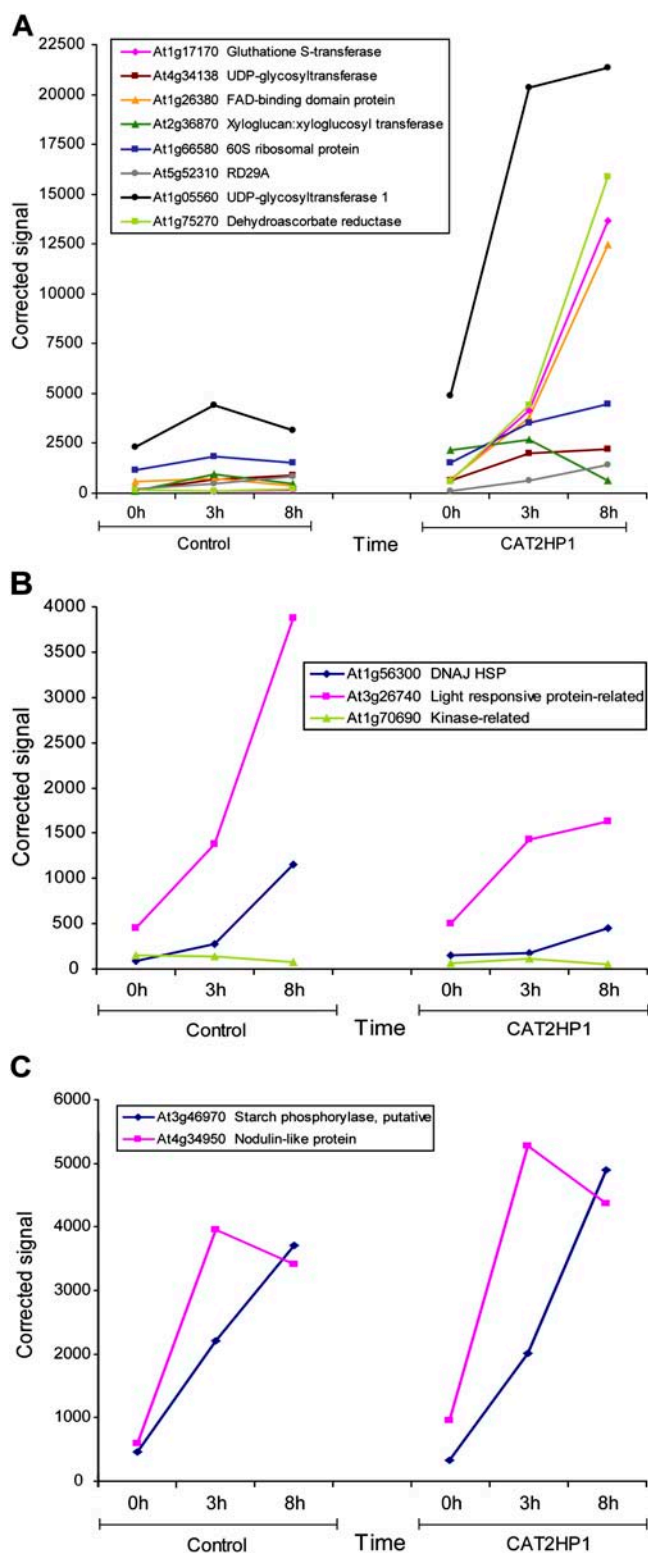 A
22500
20000
17500
15000
12500
10000
7500
5000
2500
0
Corrected signal
At1g17170 Gluthatione S-transferase
At4g34138 UDP-glycosyltransferase
At1g26380 FAD-binding domain protein
At2g36870 Xyloglucan:xyloglucosyl transferase
At1g66580 60S ribosomal protein
At5g52310 RD29A
At1g05560 UDP-glycosyltransferase 1
At1g75270 Dehydroascorbate reductase
0h 3h 8h 0h 3h 8h
Control Time CAT2HP1
B
4000
3500
3000
2500
2000
1500
1000
500
0
Corrected signal
At1g56300 DNAJ HSP
At3g26740 Light responsive protein-related
At1g70690 Kinase-related
0h 3h 8h 0h 3h 8h
Control Time CAT2HP1
C
6000
5000
4000
3000
2000
1000
0
Corrected signal
At3g46970 Starch phosphorylase, putative
At4g34950 Nodulin-like protein
0h 3h 8h 0h 3h 8h
Control Time CAT2HP1